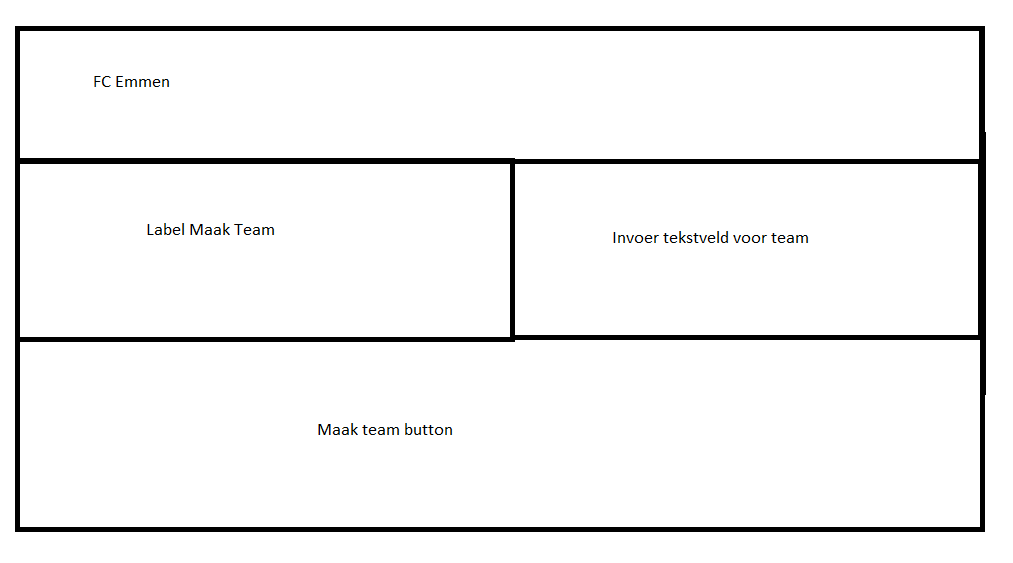 FC Emmen
Label Maak Team
Invoer tekstveld voor team
Maak team button